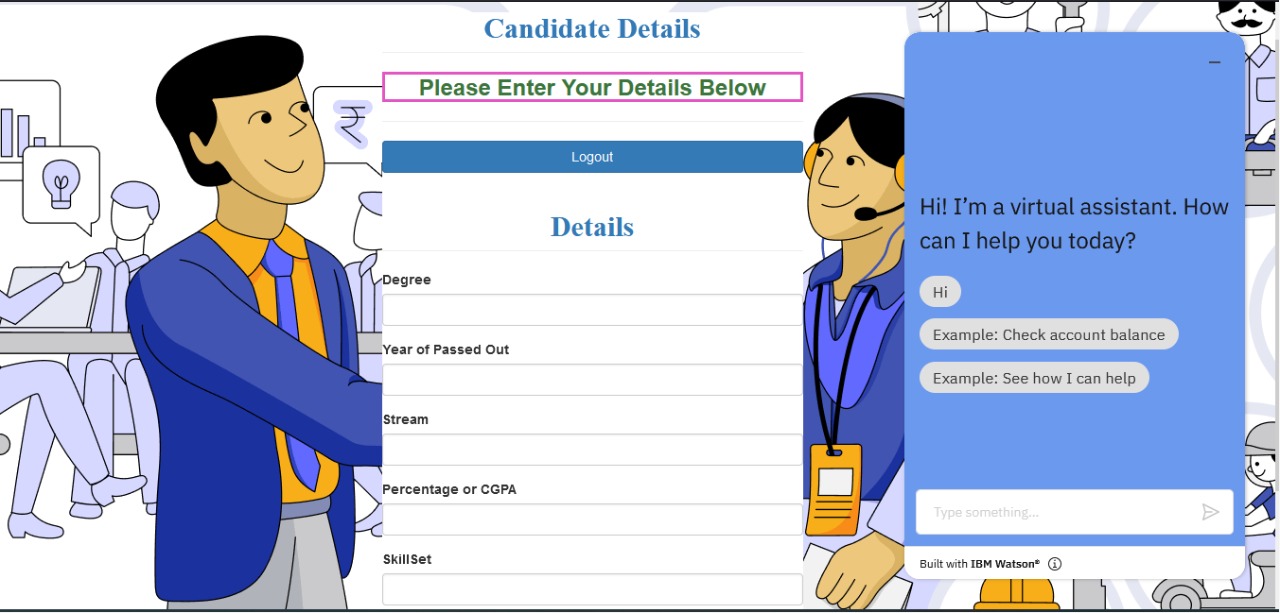 Candidate Details
Please Enter Your Details Below
Logout
Details
Degree
Year of Passed Out
Stream
Percentage or CGPA
SkillSet
₹
Hi! I’m a virtual assistant. How
can I help you today?
Hi
Example: Check account balance
Example: See how I can help
Type something...
Built with IBM Watson®